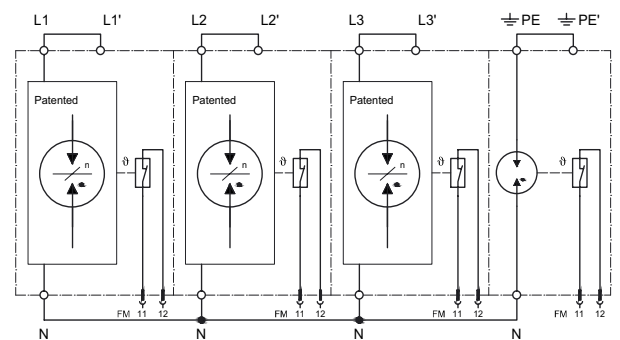 L1 L1' L2 L2' L3 L3' PE PE'
Patented Patented Patented
n n n
ϑ ϑ ϑ ϑ
FM 11 12 FM 11 12 FM 11 12 FM 11 12
N N N N